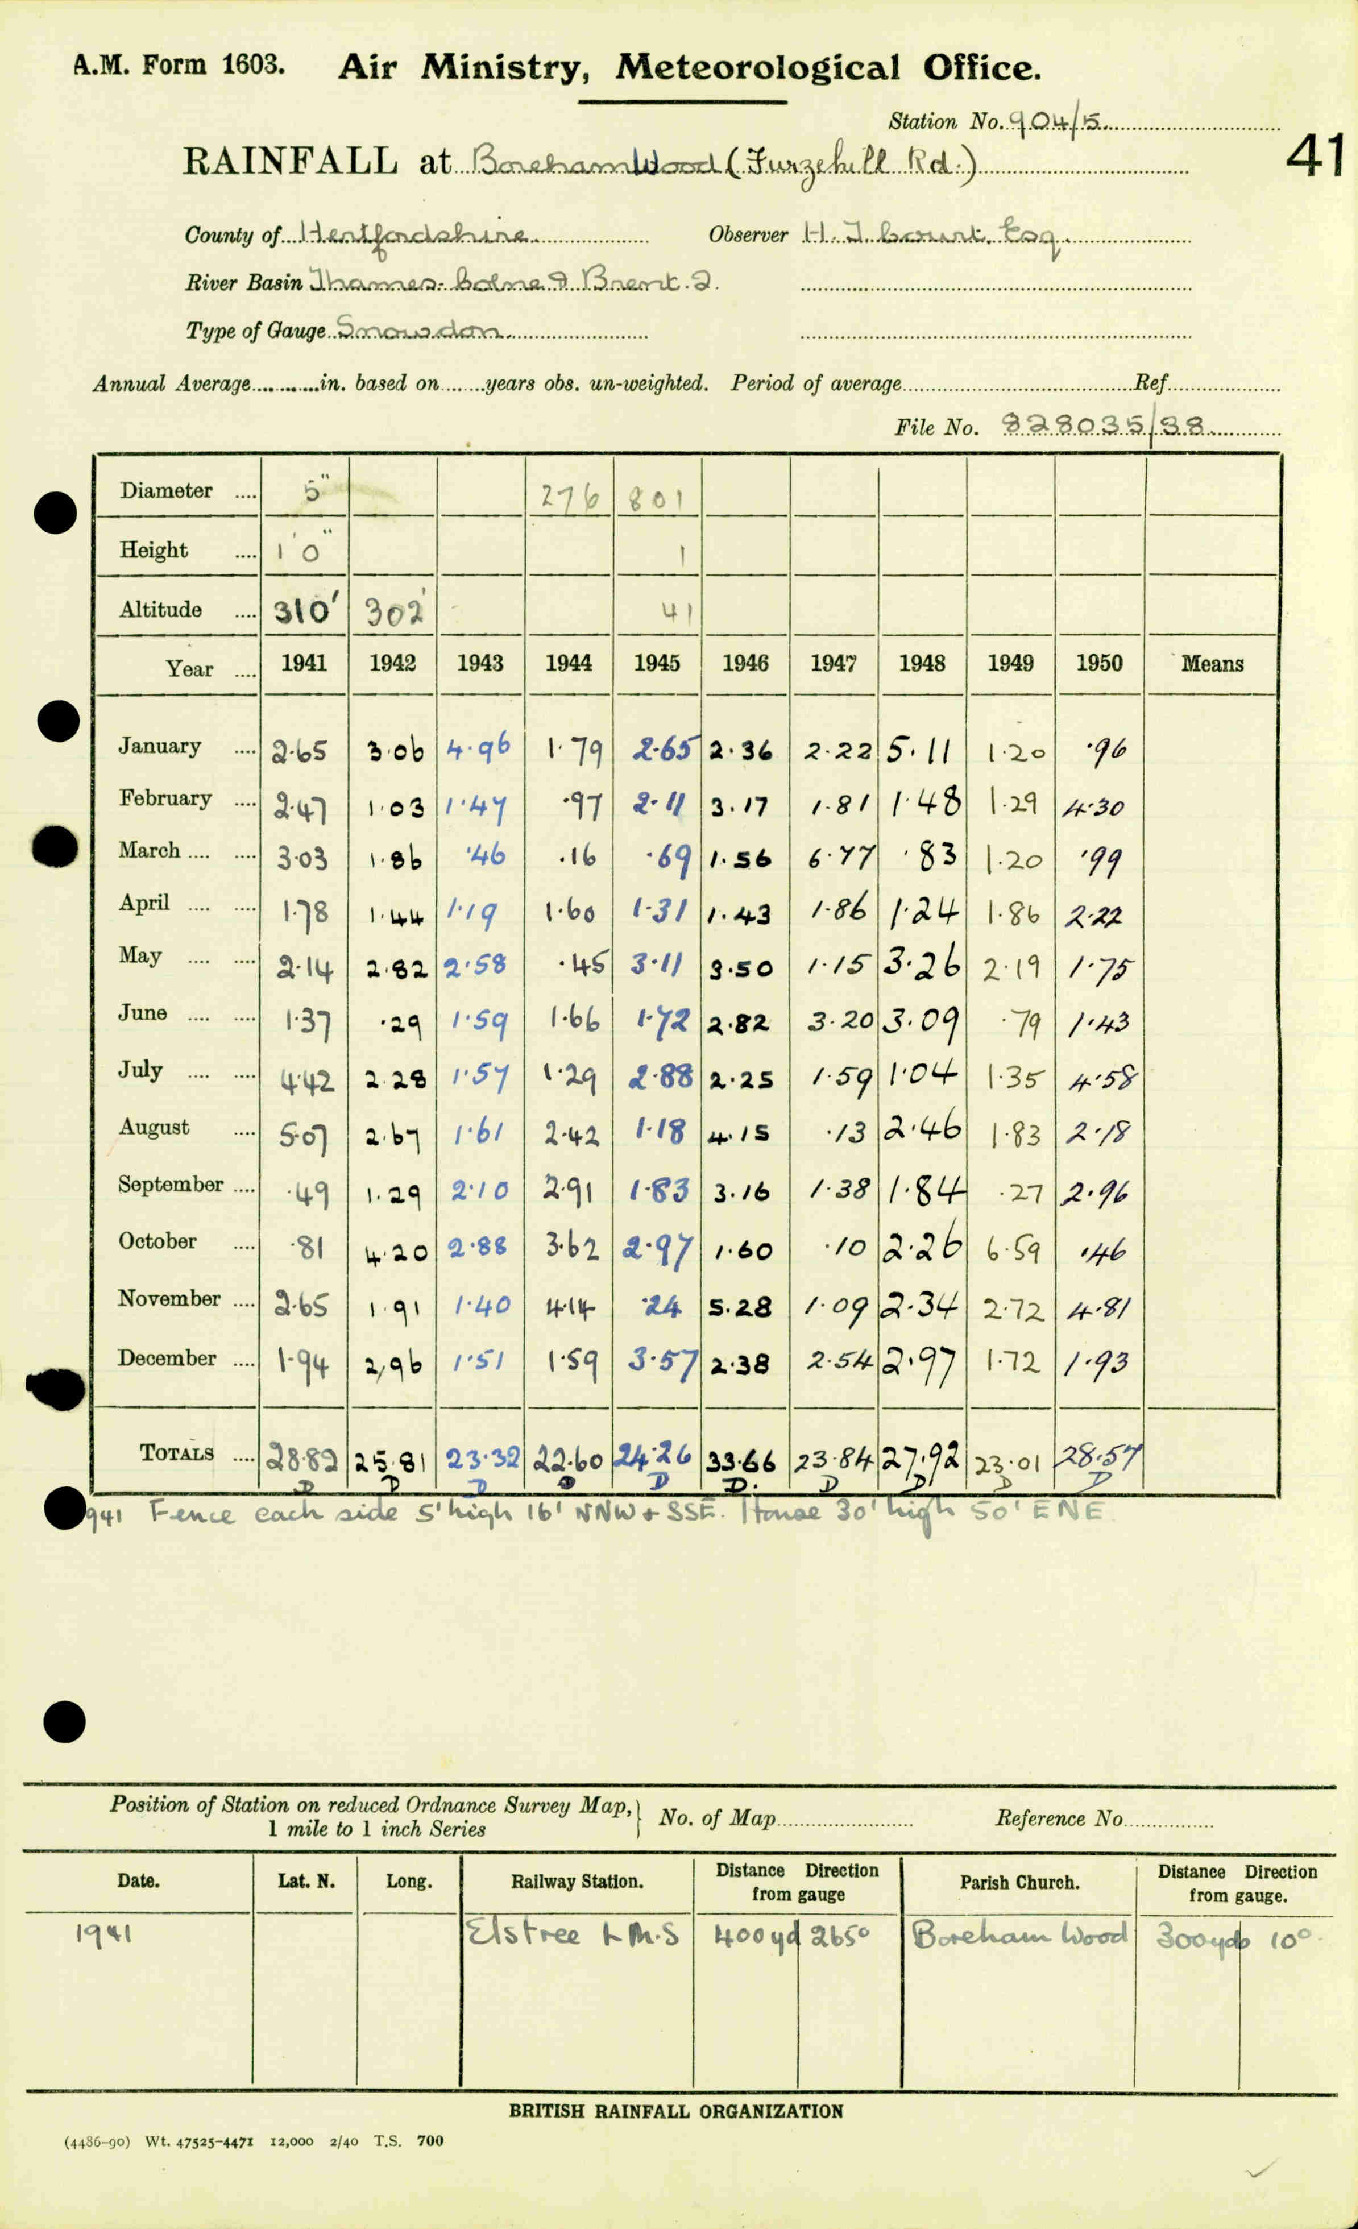 A.M. Form 1603. Air Ministry, Meteorological Office.
Station No. 904/5
41
RAINFALL at Boreham Wood (Furzehill Rd.)
County of Hertfordshire Observer H. J. Court. Esq.
River Basin Thames. Colne & Brent. 2.
Type of Gauge Snowdon
Annual Average in. based on years obs. un-weighted. Period of average Ref.
File No. 828035/38
Diameter 5" 276 801
Height 1'0" 1
Altitude 310' 302' 41
Year 1941 1942 1943 1944 1945 1946 1947 1948 1949 1950 Means
January 2.65 3.06 4.96 1.79 2.65 2.36 2.22 5.11 1.20 .96
February 2.47 1.03 1.47 .97 2.11 3.17 1.81 1.48 1.29 4.30
March 3.03 1.86 .46 .16 .69 1.56 6.77 .83 1.20 .99
April 1.78 1.44 1.19 1.60 1.31 1.43 1.86 1.24 1.86 2.22
May 2.14 2.82 2.58 .45 3.11 3.50 1.15 3.26 2.19 1.75
June 1.37 .29 1.59 1.66 1.72 2.82 3.20 3.09 .79 1.43
July 4.42 2.28 1.57 1.29 2.88 2.25 1.59 1.04 1.35 4.58
August 5.07 2.67 1.61 2.42 1.18 4.15 .13 2.46 1.83 2.18
September .49 1.29 2.10 2.91 1.83 3.16 1.38 1.84 .27 2.96
October .81 4.20 2.88 3.62 2.97 1.60 .10 2.26 6.59 .46
November 2.65 1.91 1.40 4.14 .24 5.28 1.09 2.34 2.72 4.81
December 1.94 2.96 1.51 1.59 3.57 2.38 2.54 2.97 1.72 1.93
TOTALS 28.82 25.81 23.32 22.60 24.26 33.66 23.84 27.92 23.01 28.57
D D D D D D. D D D D
1941 Fence each side 5' high 16' NNW + SSE. House 30' high 50' ENE
Position of Station on reduced Ordnance Survey Map, No. of Map Reference No.
1 mile to 1 inch Series
Date. Lat. N. Long. Railway Station. Distance Direction from gauge Parish Church. Distance Direction from gauge.
1941 Elstree L.M.S 400yd 265° Boreham Wood 300yds 10°
BRITISH RAINFALL ORGANIZATION
(4486-90) Wt. 47525-4471 12,000 2/40 T.S. 700